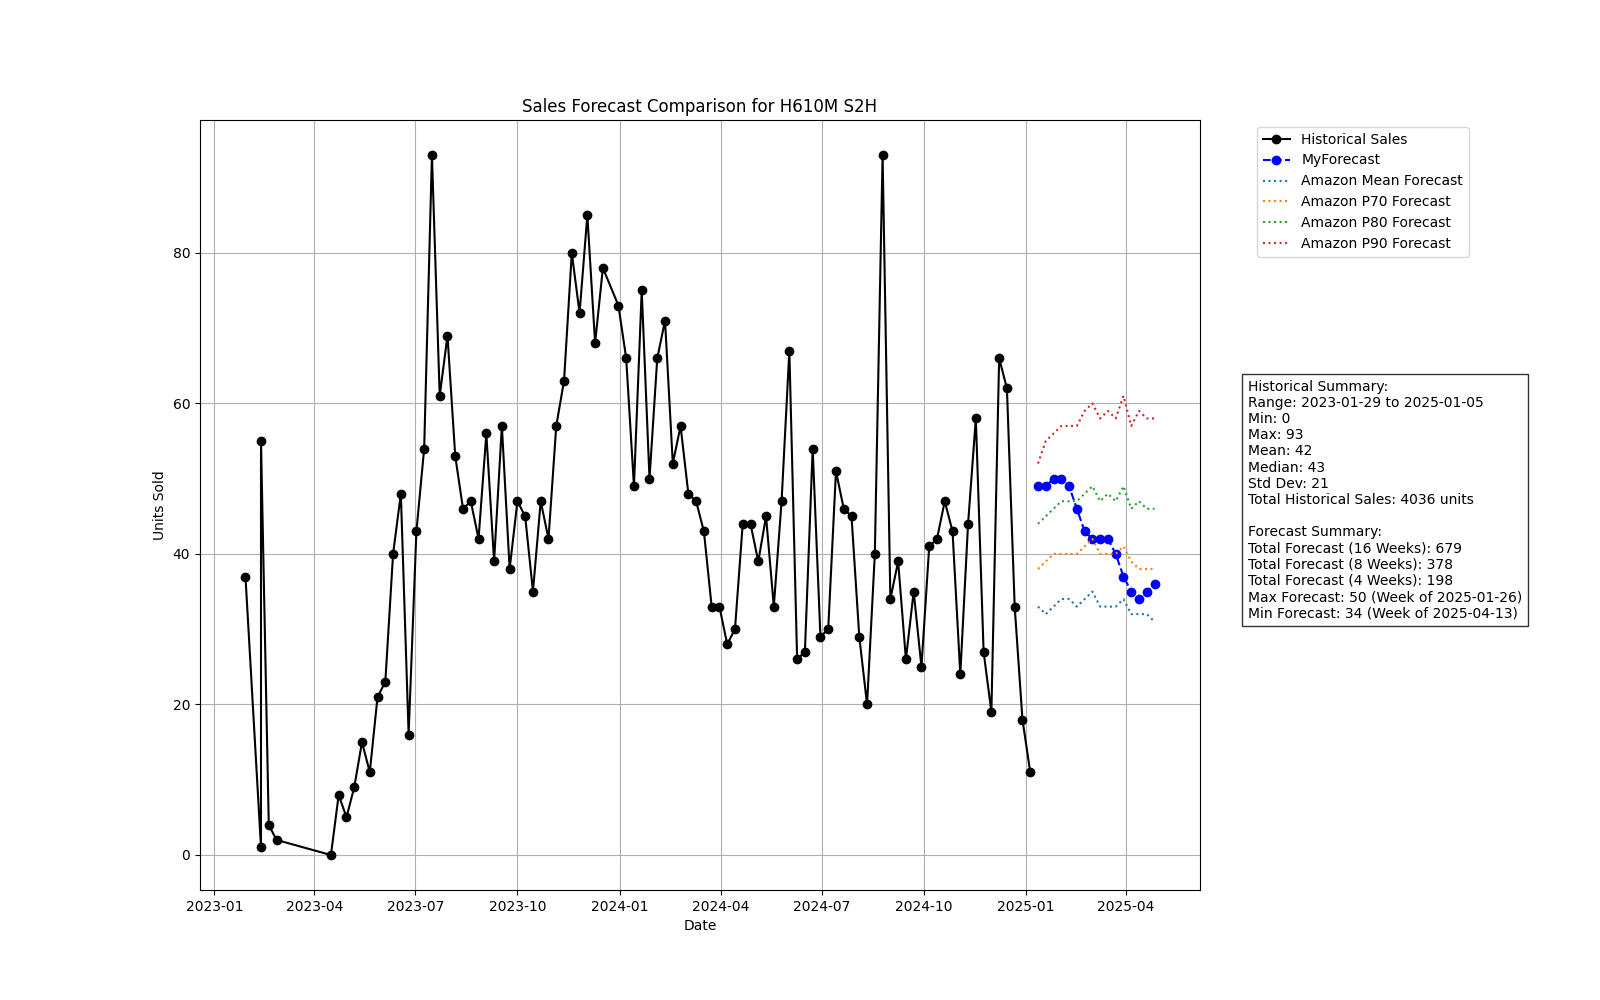 Sales Forecast Comparison for H610M S2H
Historical Sales
MyForecast
Amazon Mean Forecast
Amazon P70 Forecast
Amazon P80 Forecast
Amazon P90 Forecast
Units Sold
80
60
40
20
0
Historical Summary:
Range: 2023-01-29 to 2025-01-05
Min: 0
Max: 93
Mean: 42
Median: 43
Std Dev: 21
Total Historical Sales: 4036 units
Forecast Summary:
Total Forecast (16 Weeks): 679
Total Forecast (8 Weeks): 378
Total Forecast (4 Weeks): 198
Max Forecast: 50 (Week of 2025-01-26)
Min Forecast: 34 (Week of 2025-04-13)
2023-01 2023-04 2023-07 2023-10 2024-01 2024-04 2024-07 2024-10 2025-01 2025-04
Date